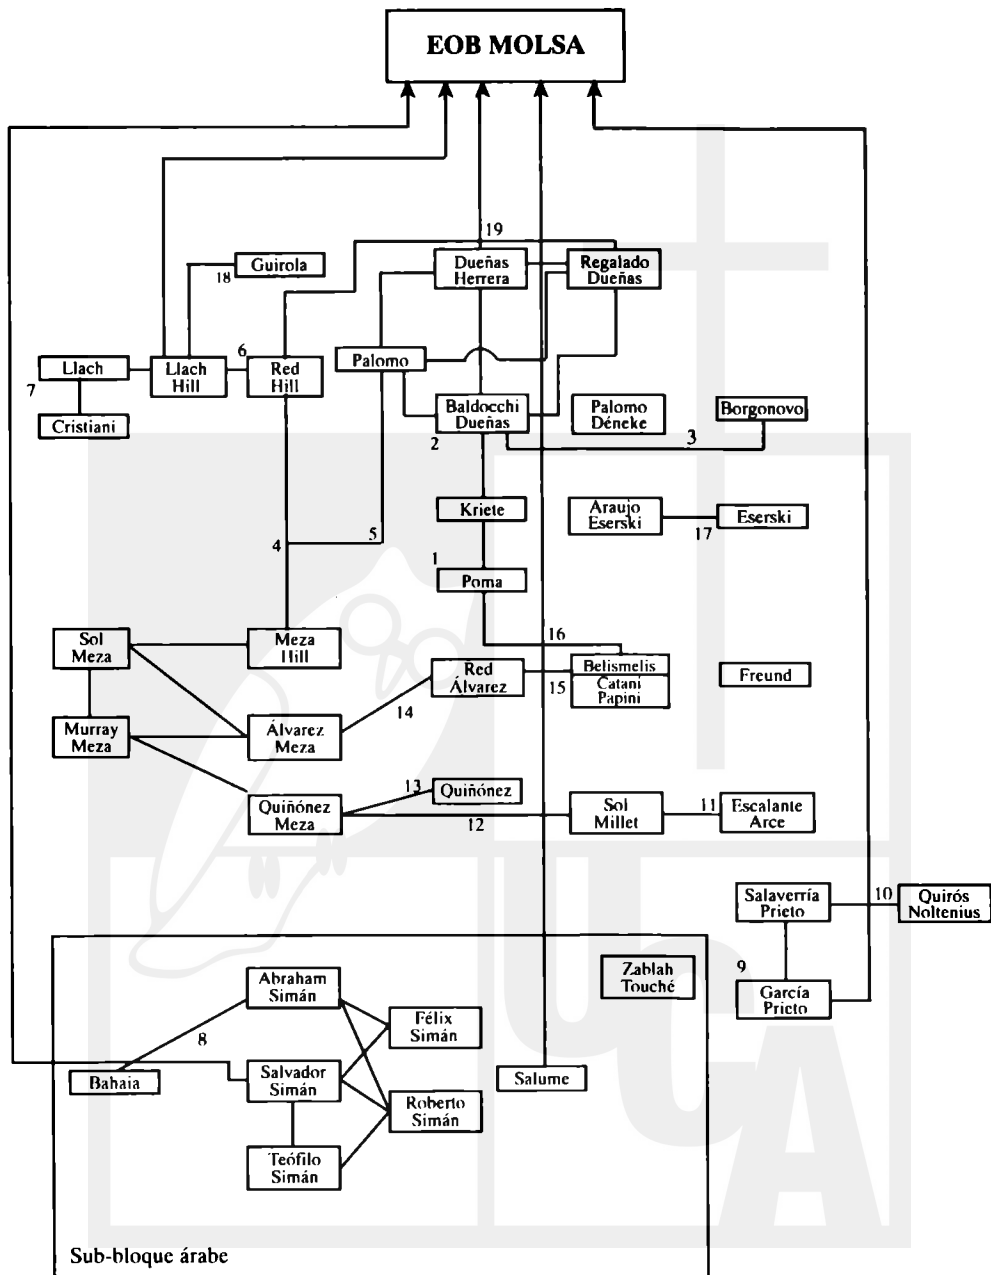 EOB MOLSA
19
Guirola
18
Dueñas
Herrera
Regalado
Dueñas
6
Llach
7
Llach
Hill
Red
Hill
Palomo
Cristiani
Baldocchi
Dueñas
2
Palomo
Déneke
Borgonovo
3
Kriete
Araujo
Eserski
17
Eserski
4
5
1
Poma
Sol
Meza
Meza
Hill
16
Red
Álvarez
15
Belismelis
Catani
Papini
Freund
14
Murray
Meza
Álvarez
Meza
Quiñónez
Meza
13
Quiñónez
12
Sol
Millet
11
Escalante
Arce
Salaverría
Prieto
10
Quirós
Noltenius
9
García
Prieto
Zablah
Touché
Abraham
Simán
Félix
Simán
8
Bahaia
Salvador
Simán
Roberto
Simán
Salume
Teófilo
Simán
Sub-bloque árabe
UCA